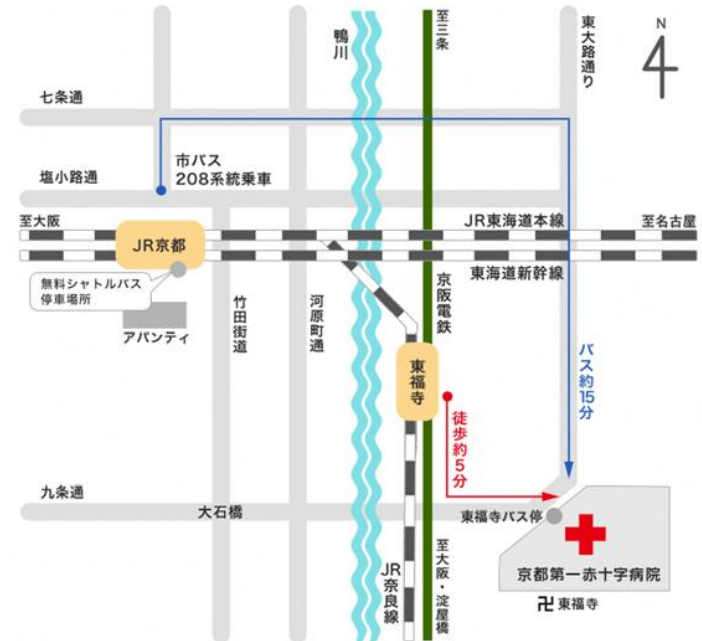 至三条
鴨川
東大路通り
N
七条通
市バス
208系統乗車
塩小路通
至大阪
JR東海道本線
至名古屋
JR京都
東海道新幹線
無料シャトルバス
停車場所
アバンティ
竹田街道
河原町通
京阪電鉄
東福寺
バス約15分
徒歩約5分
九条通
大石橋
東福寺バス停
京都第一赤十字病院
卍東福寺
JR奈良線
至大阪・淀屋橋